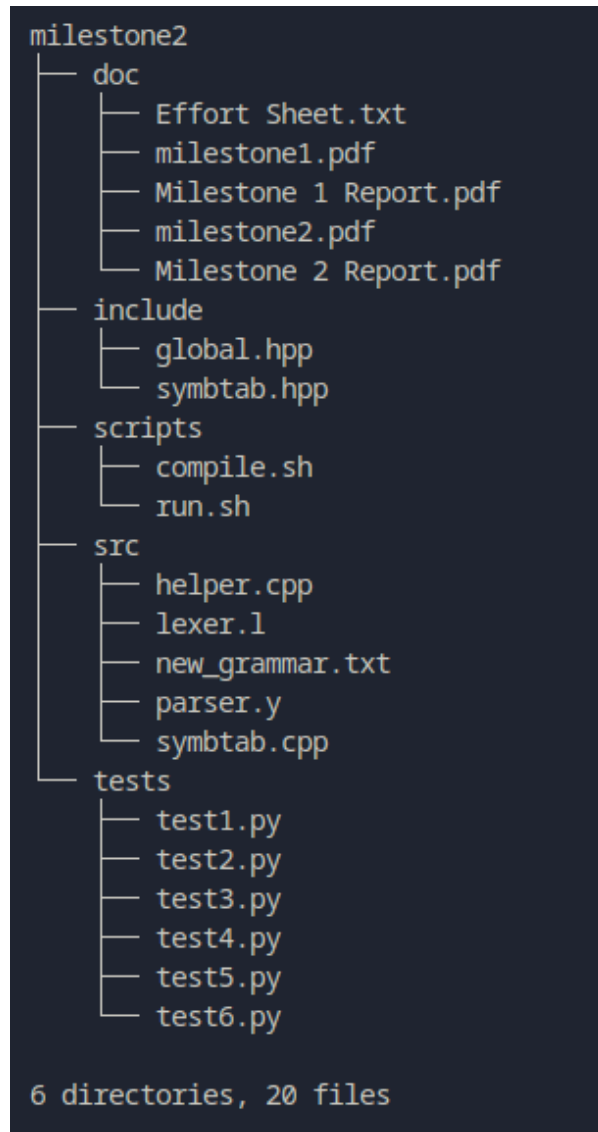 milestone2
├── doc
│   ├── Effort Sheet.txt
│   ├── milestone1.pdf
│   ├── Milestone 1 Report.pdf
│   ├── milestone2.pdf
│   └── Milestone 2 Report.pdf
├── include
│   ├── global.hpp
│   └── symbtab.hpp
├── scripts
│   ├── compile.sh
│   └── run.sh
├── src
│   ├── helper.cpp
│   ├── lexer.l
│   ├── new_grammar.txt
│   ├── parser.y
│   └── symbtab.cpp
└── tests
    ├── test1.py
    ├── test2.py
    ├── test3.py
    ├── test4.py
    ├── test5.py
    └── test6.py

6 directories, 20 files